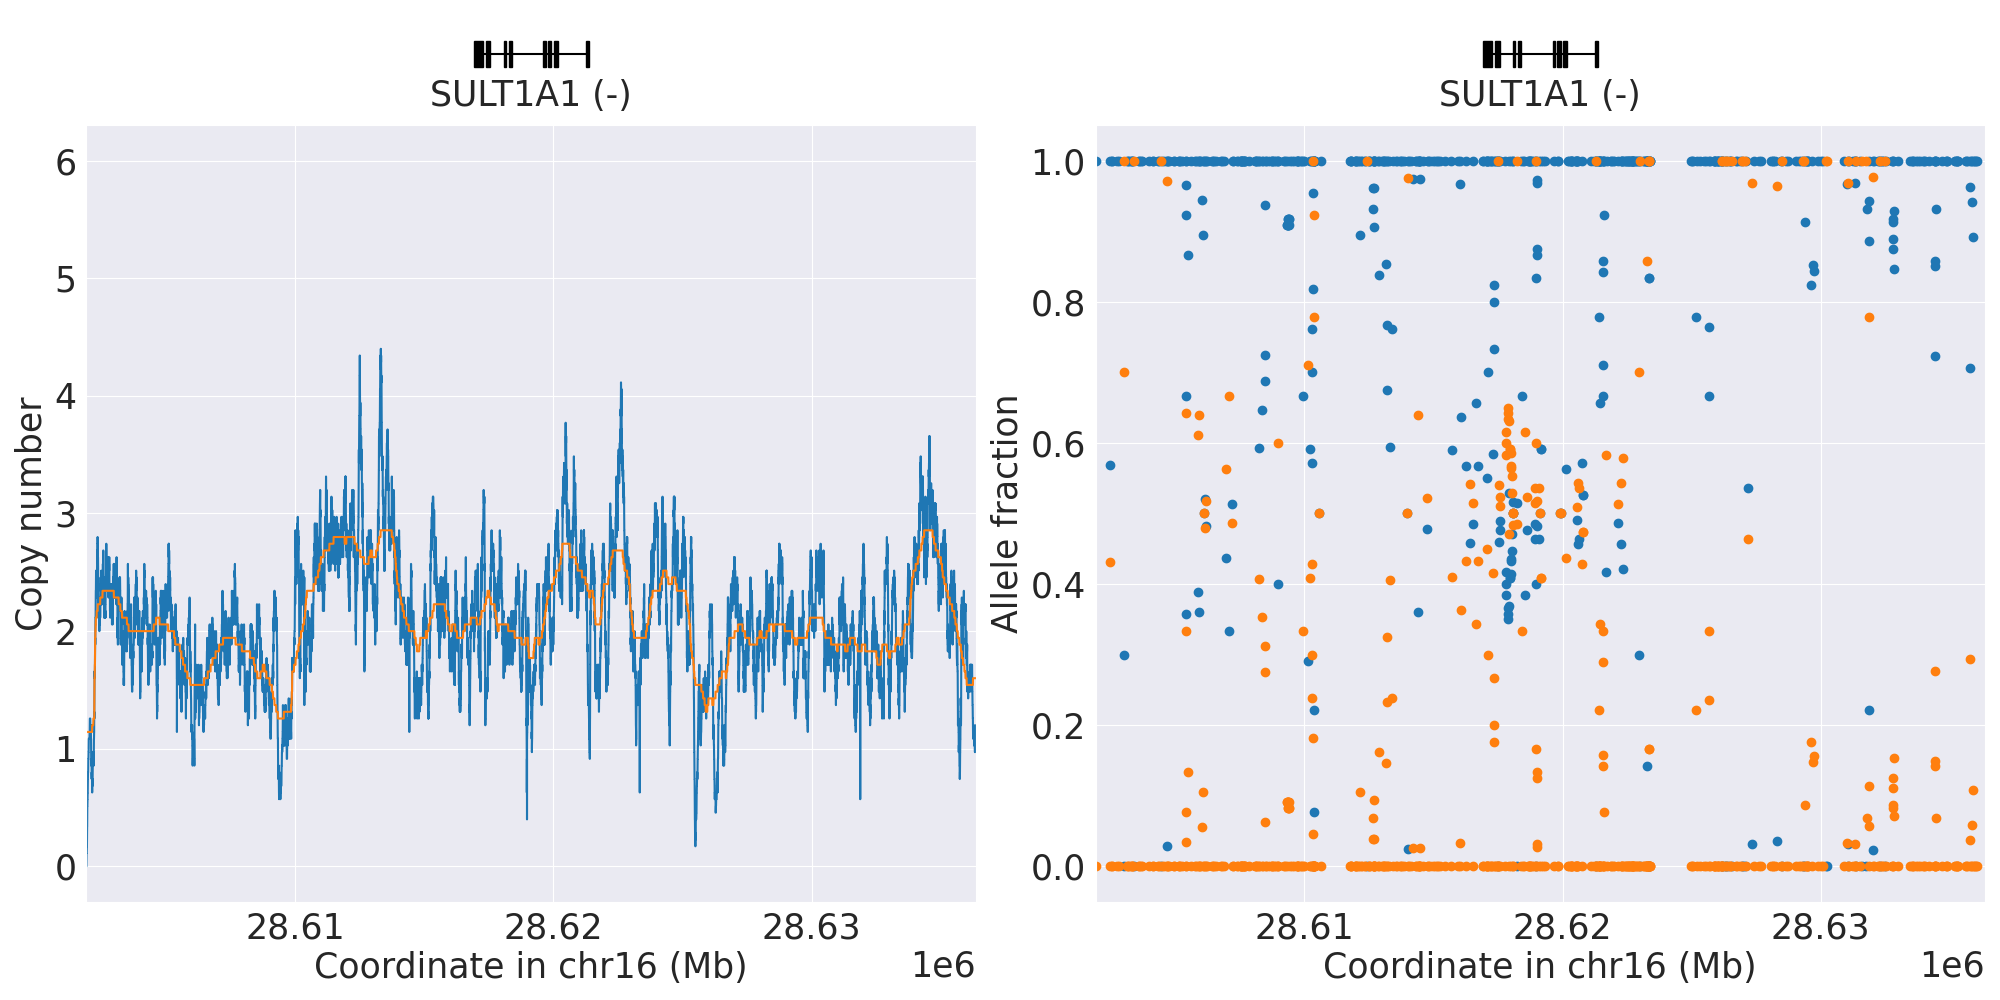 SULT1A1 (-)
Copy number
6
5
4
3
2
1
0
28.61
28.62
28.63
Coordinate in chr16 (Mb)
1e6
SULT1A1 (-)
Allele fraction
1.0
0.8
0.6
0.4
0.2
0.0
28.61
28.62
28.63
Coordinate in chr16 (Mb)
1e6